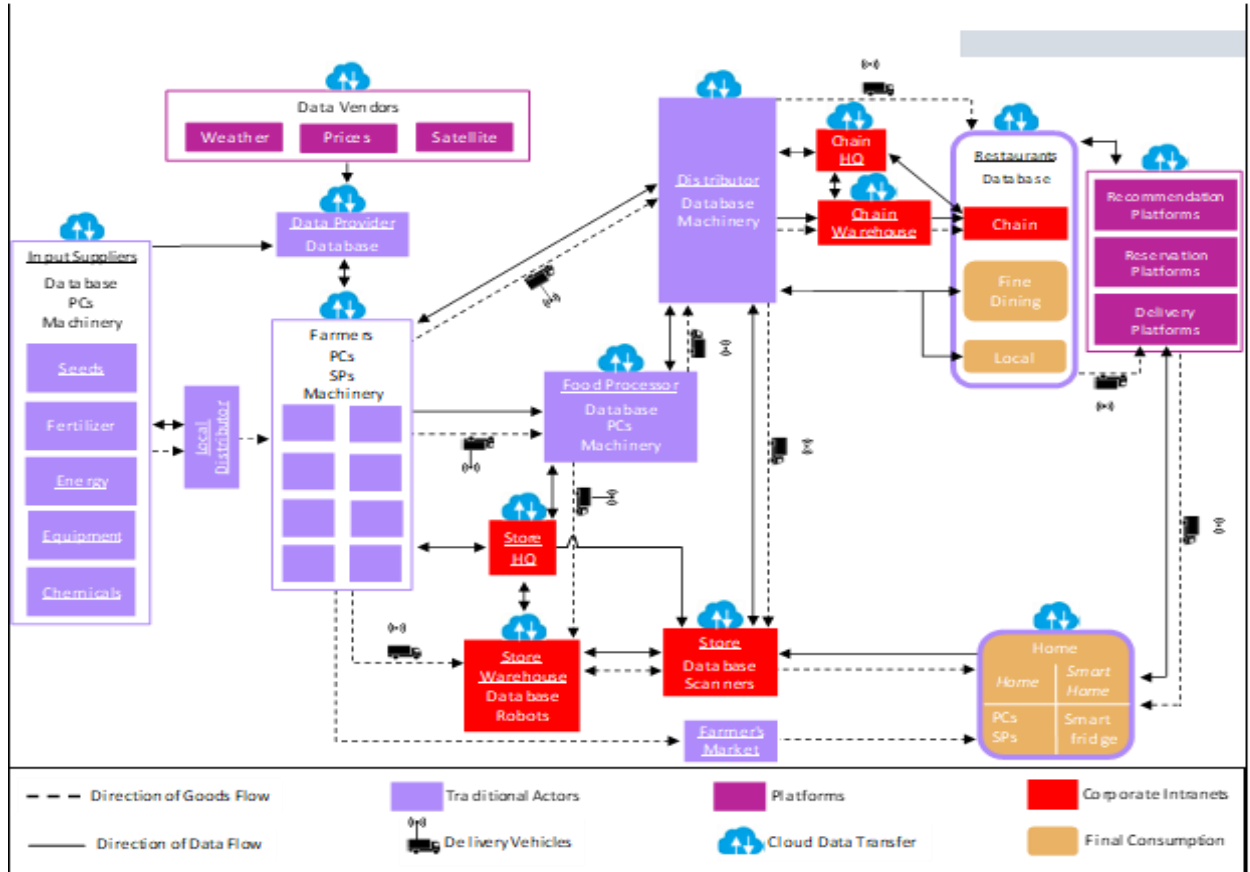 Data Vendors
Weather
Prices
Satellite
Data Provider
Database
Input Suppliers
Database
PCs
Machinery
Seeds
Fertilizer
Energy
Equipment
Chemicals
Local
Distributor
Farmers
PCs
SPs
Machinery
Food Processor
Database
PCs
Machinery
Distributor
Database
Machinery
Chain
HQ
Chain
Warehouse
Restaurants
Database
Chain
Fine
Dining
Local
Recommendation
Platforms
Reservation
Platforms
Delivery
Platforms
Store
HQ
Store
Warehouse
Database
Robots
Store
Database
Scanners
Farmer's
Market
Home
Home
Smart
Home
PCs
SPs
Smart
fridge
Direction of Goods Flow
Traditional Actors
Platforms
Corporate Intranets
Direction of Data Flow
Delivery Vehicles
Cloud Data Transfer
Final Consumption